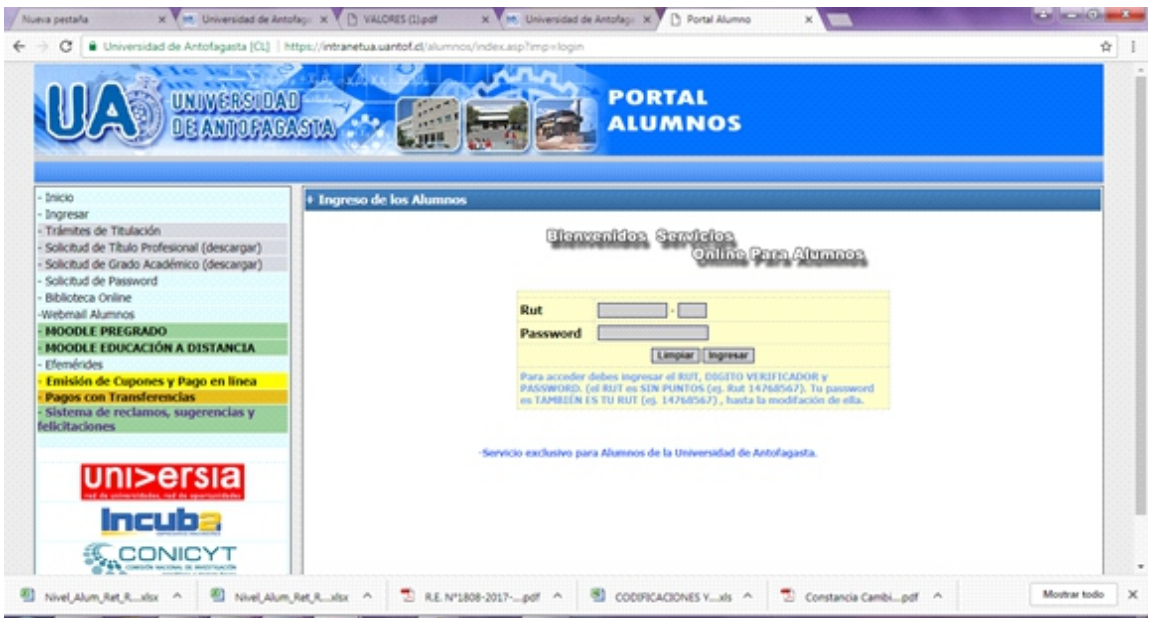 Nueva pestaña
Universidad de Antofag
VALORES (1).pdf
Universidad de Antofag
Portal Alumno
Universidad de Antofagasta [CL]
https://intranetua.uantof.cl/alumnos/index.asp?imp=login
UA
UNIVERSIDAD
DE ANTOFAGASTA
PORTAL
ALUMNOS
- Inicio
- Ingresar
- Trámites de Titulación
- Solicitud de Título Profesional (descargar)
- Solicitud de Grado Académico (descargar)
- Solicitud de Password
- Biblioteca Online
-Webmail Alumnos
- MOODLE PREGRADO
- MOODLE EDUCACIÓN A DISTANCIA
- Efemérides
- Emisión de Cupones y Pago en línea
- Pagos con Transferencias
- Sistema de reclamos, sugerencias y
felicitaciones
uni>ersia
red de universidades, red de oportunidades
Incuba
CONICYT
Ingreso de los Alumnos
Bienvenidos Servicios
Online Para Alumnos
Rut -
Password
Limpiar Ingresar
Para acceder debes ingresar el RUT, DIGITO VERIFICADOR y
PASSWORD. (el RUT es SIN PUNTOS (ej. Rut 14768567). Tu password
es TAMBIÉN ES TU RUT (ej. 14768567) , hasta la modifación de ella.
-Servicio exclusivo para Alumnos de la Universidad de Antofagasta.
Nivel_Alum_Ret_R....xlsx
Nivel_Alum_Ret_R....xlsx
R.E. N°1808-2017-....pdf
CODIFICACIONES Y....xls
Constancia Cambi....pdf
Mostrar todo